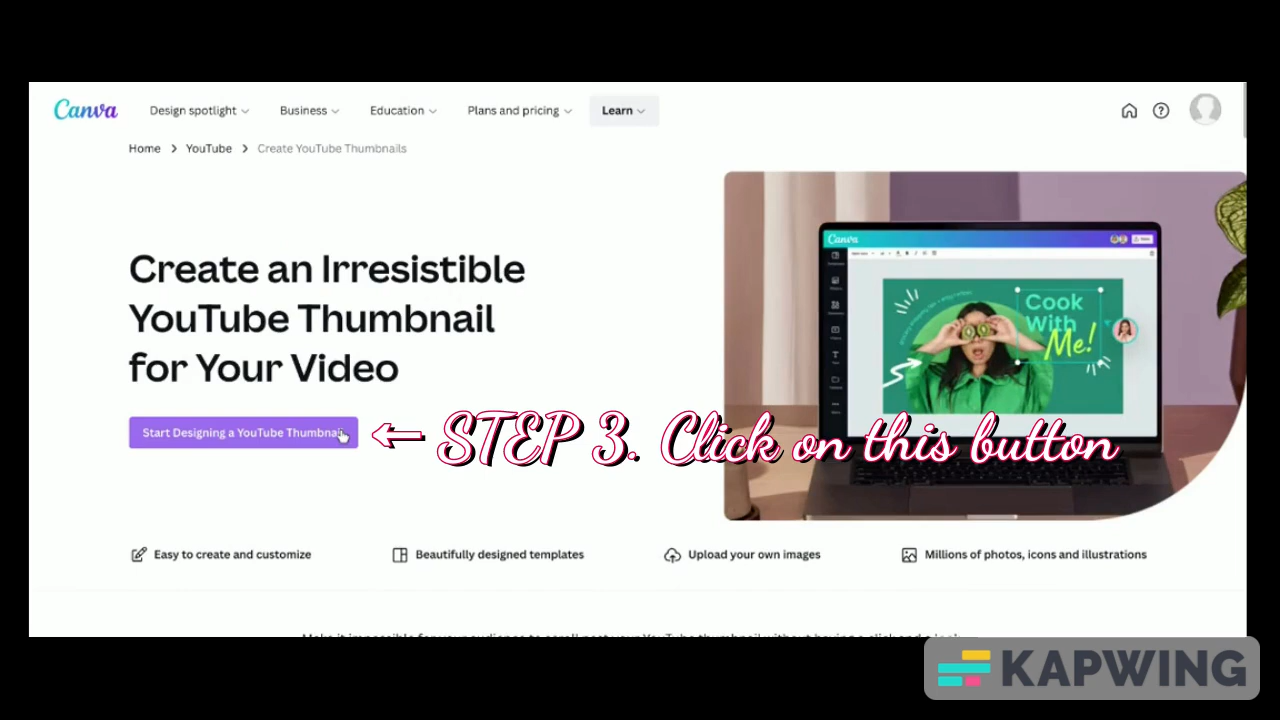 Canva
Design spotlight
Business
Education
Plans and pricing
Learn
Home > YouTube > Create YouTube Thumbnails
Create an Irresistible
YouTube Thumbnail
for Your Video
Canva
Cook
With
Me!
Start Designing a YouTube Thumbnail
← STEP 3. Click on this button
Easy to create and customize
Beautifully designed templates
Upload your own images
Millions of photos, icons and illustrations
KAPWING